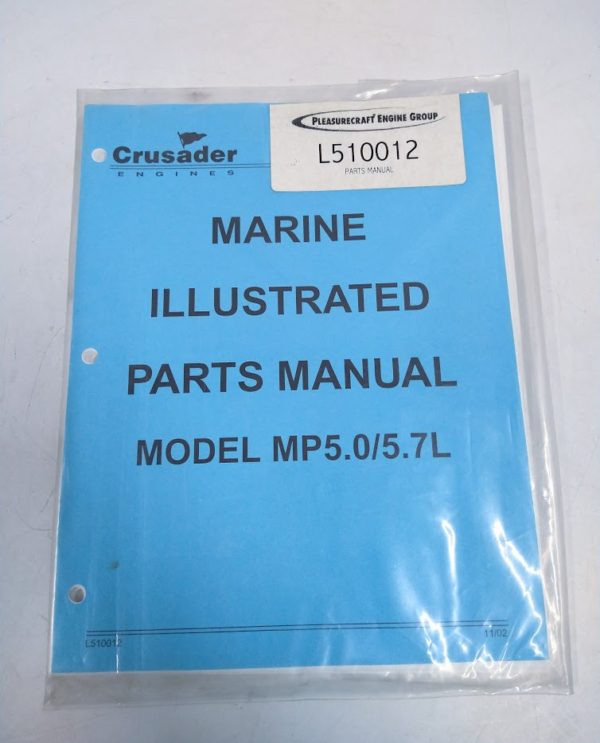 Crusader
ENGINES
PLEASURECRAFT ENGINE GROUP
L510012
PARTS MANUAL
MARINE
ILLUSTRATED
PARTS MANUAL
MODEL MP5.0/5.7L
L510012
11/02